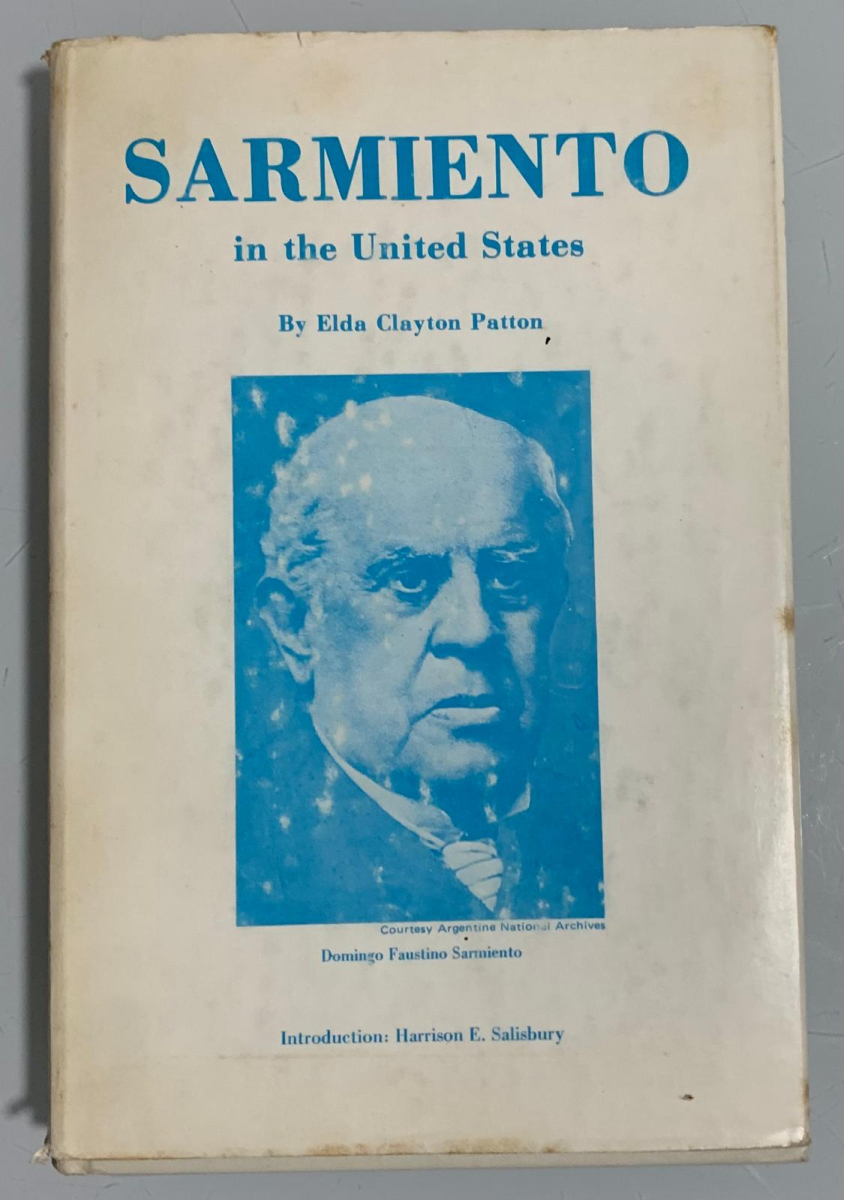 SARMIENTO
in the United States
By Elda Clayton Patton
Courtesy Argentine National Archives
Domingo Faustino Sarmiento
Introduction: Harrison E. Salisbury